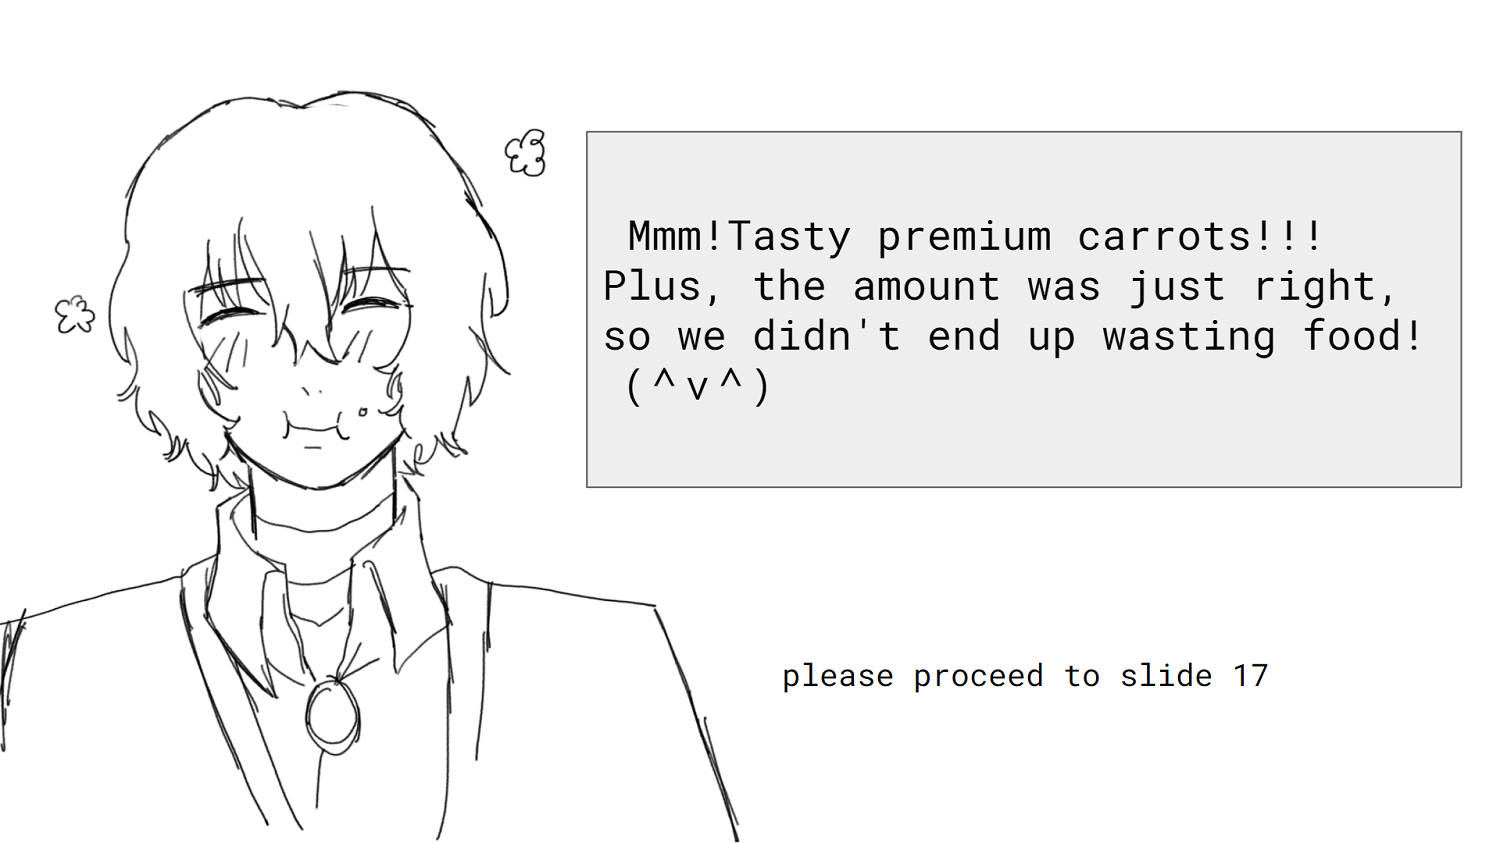 Mmm!Tasty premium carrots!!!
Plus, the amount was just right,
so we didn't end up wasting food!
(^v^)
please proceed to slide 17